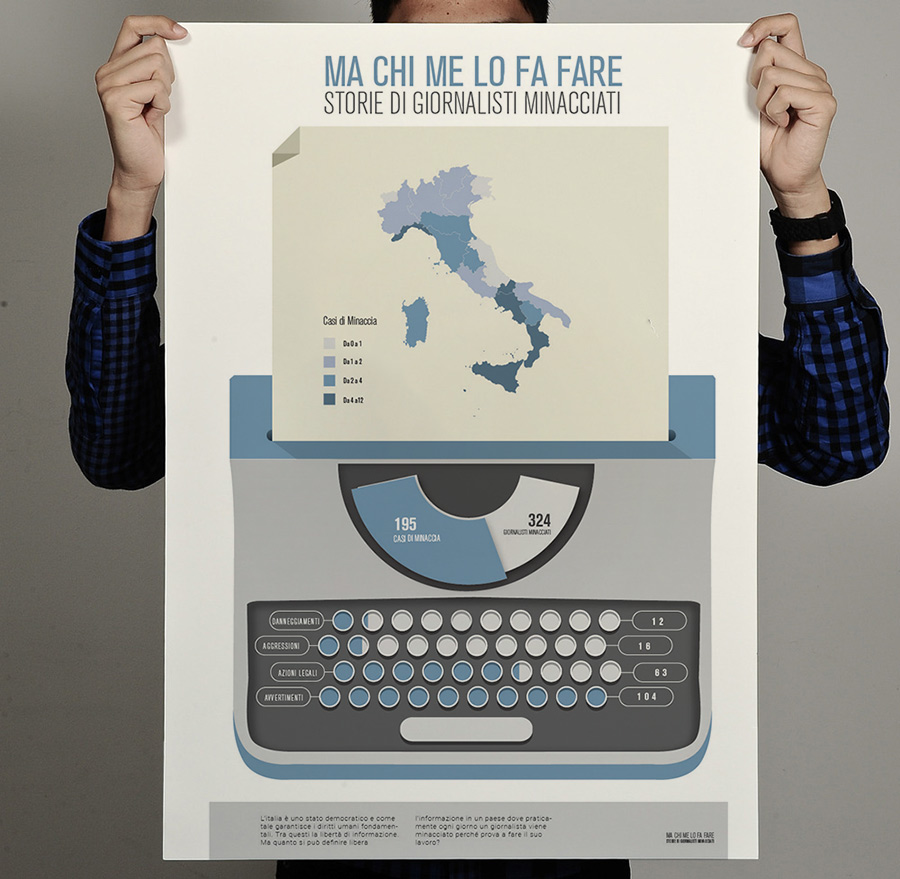 MA CHI ME LO FA FARE
STORIE DI GIORNALISTI MINACCIATI
Casi di Minaccia
Da 0 a 1
Da 1 a 2
Da 2 a 4
Da 4 a 12
195
CASI DI MINACCIA
324
GIORNALISTI MINACCIATI
DANNEGGIAMENTI
12
AGGRESSIONI
16
AZIONI LEGALI
63
AVVERTIMENTI
104
L'Italia è uno stato democratico e come
tale garantisce i diritti umani fondamen-
tali. Tra questi la libertà di informazione.
Ma quanto si può definire libera
l'informazione in un paese dove pratica-
mente ogni giorno un giornalista viene
minacciato perché prova a fare il suo
lavoro?
MA CHI ME LO FA FARE
STORIE DI GIORNALISTI MINACCIATI